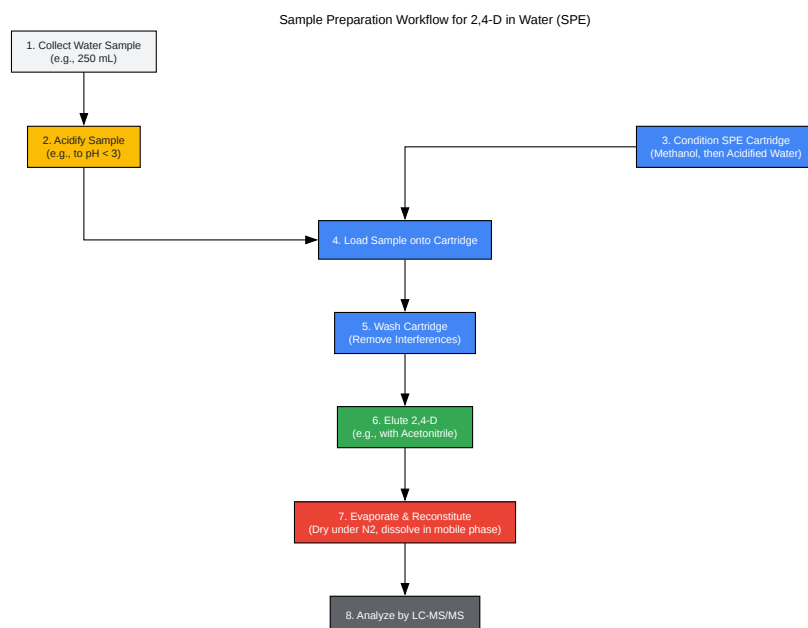 Sample Preparation Workflow for 2,4-D in Water (SPE)
1. Collect Water Sample
(e.g., 250 mL)
2. Acidify Sample
(e.g., to pH < 3)
3. Condition SPE Cartridge
(Methanol, then Acidified Water)
4. Load Sample onto Cartridge
5. Wash Cartridge
(Remove Interferences)
6. Elute 2,4-D
(e.g., with Acetonitrile)
7. Evaporate & Reconstitute
(Dry under N2, dissolve in mobile phase)
8. Analyze by LC-MS/MS